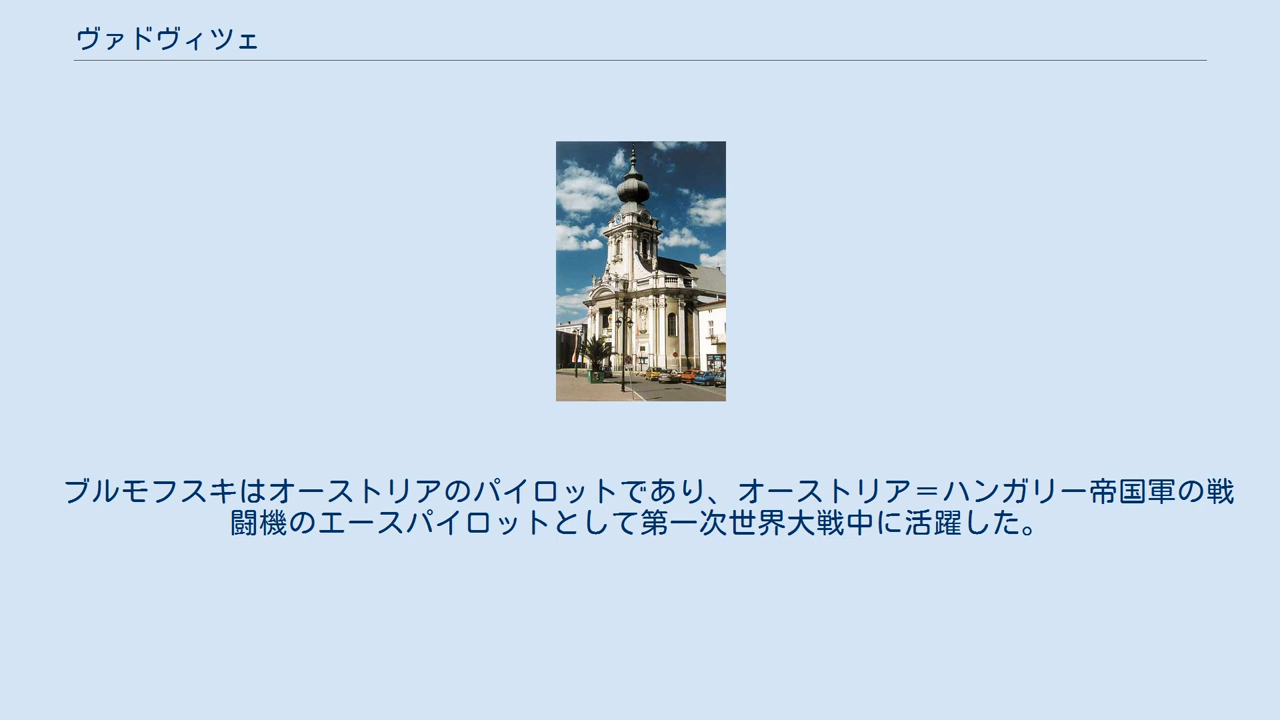 ヴァドヴィツェ
ブルモフスキはオーストリアのパイロットであり、オーストリア＝ハンガリー帝国軍の戦
闘機のエースパイロットとして第一次世界大戦中に活躍した。